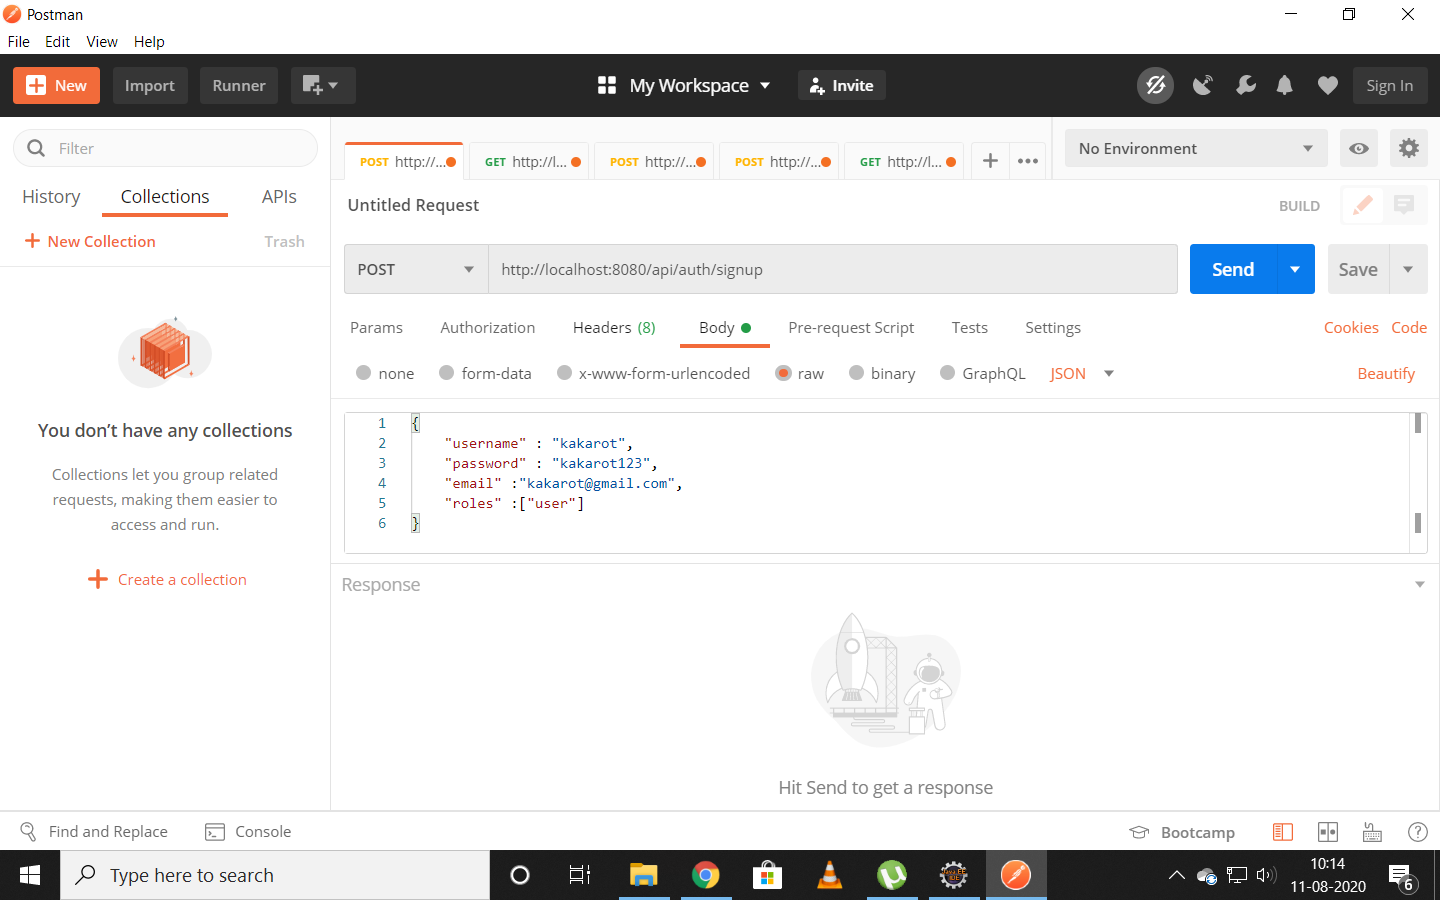 Postman
File Edit View Help
New Import Runner My Workspace Invite Sign In
Filter
History Collections APIs
New Collection Trash
You don't have any collections
Collections let you group related
requests, making them easier to
access and run.
Create a collection
POST http://... GET http://l... POST http://... POST http://... GET http://l...
No Environment
Untitled Request BUILD
POST http://localhost:8080/api/auth/signup Send Save
Params Authorization Headers (8) Body Pre-request Script Tests Settings Cookies Code
none form-data x-www-form-urlencoded raw binary GraphQL JSON Beautify
1 {
2 "username" : "kakarot",
3 "password" : "kakarot123",
4 "email" :"kakarot@gmail.com",
5 "roles" :["user"]
6 }
Response
Hit Send to get a response
Find and Replace Console Bootcamp
Type here to search
10:14
11-08-2020
6